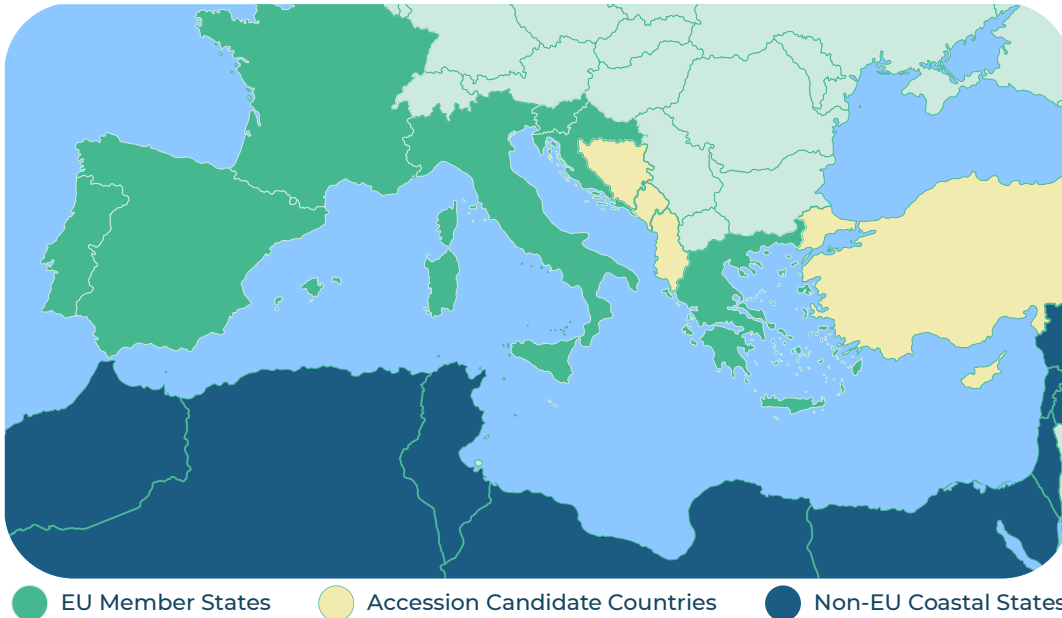 EU Member States
Accession Candidate Countries
Non-EU Coastal States